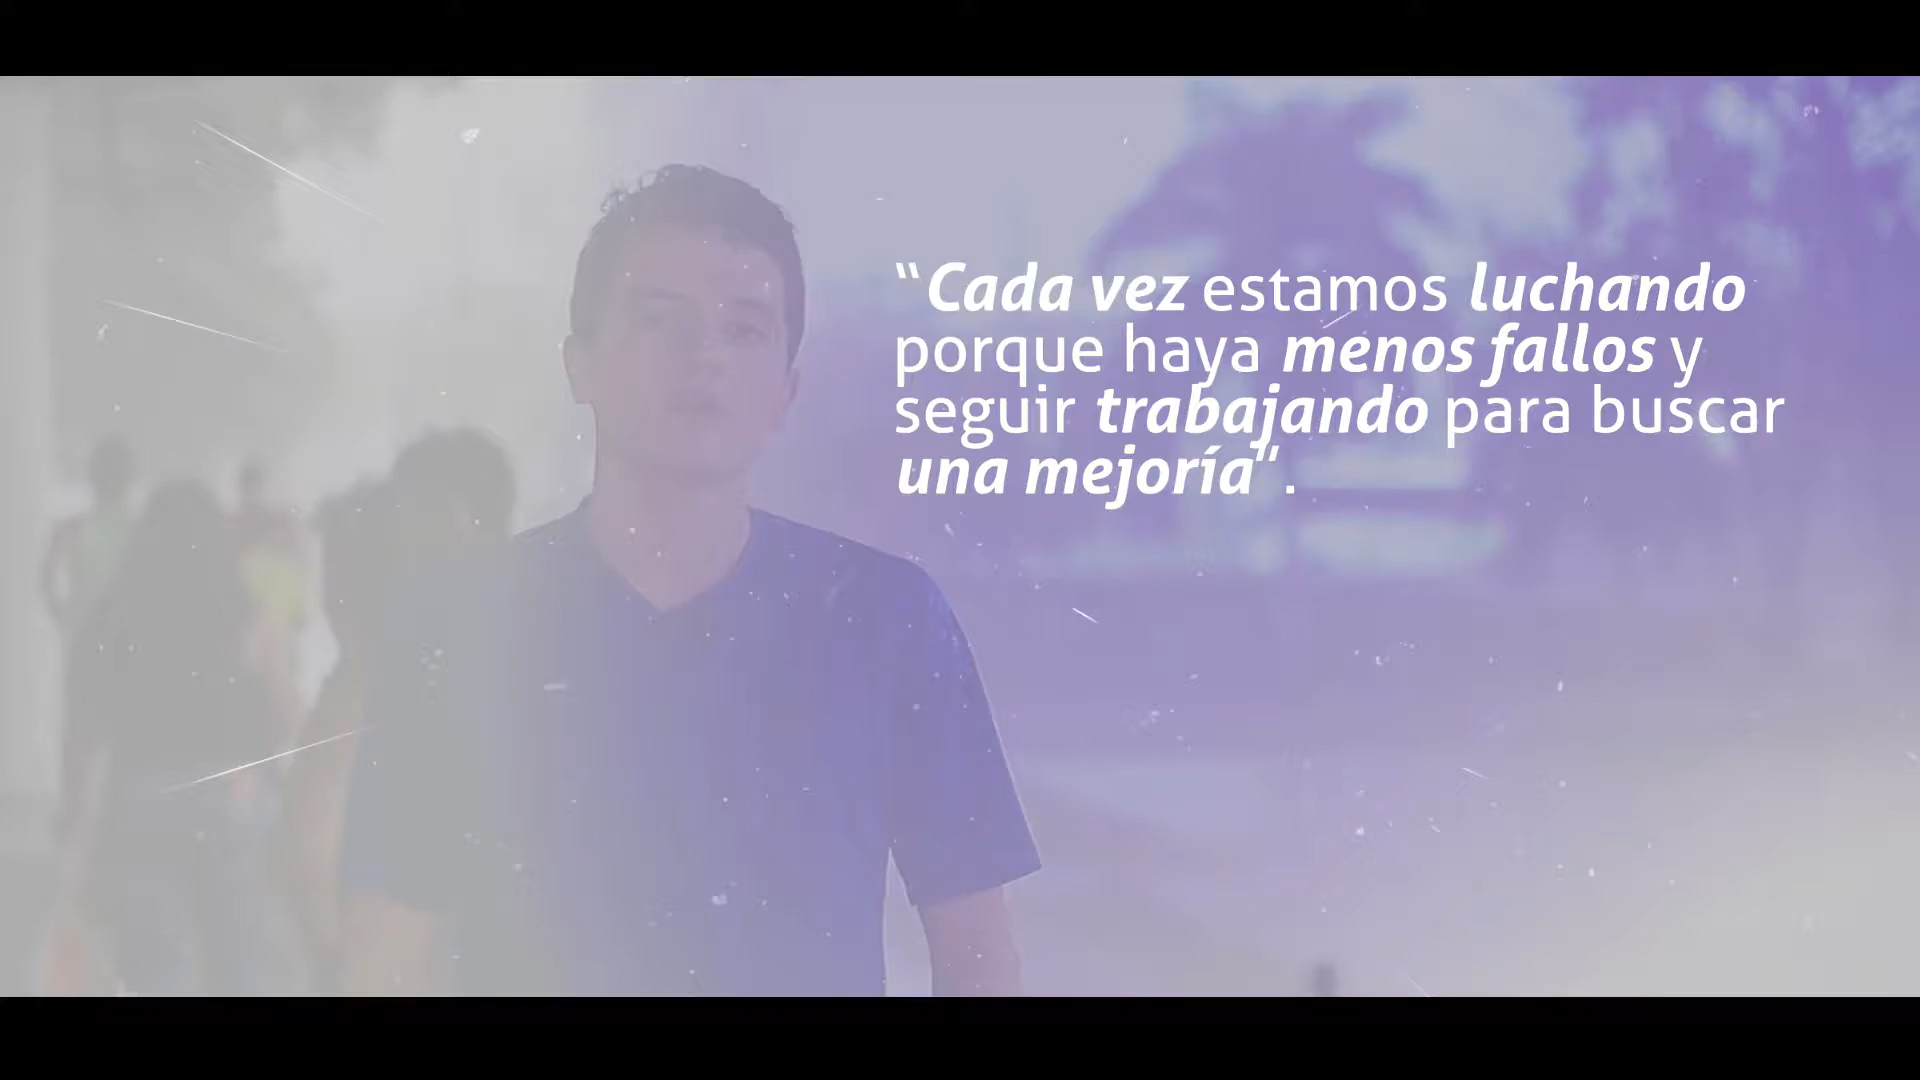 “Cada vez estamos luchando
porque haya menos fallos y
seguir trabajando para buscar
una mejoría”.